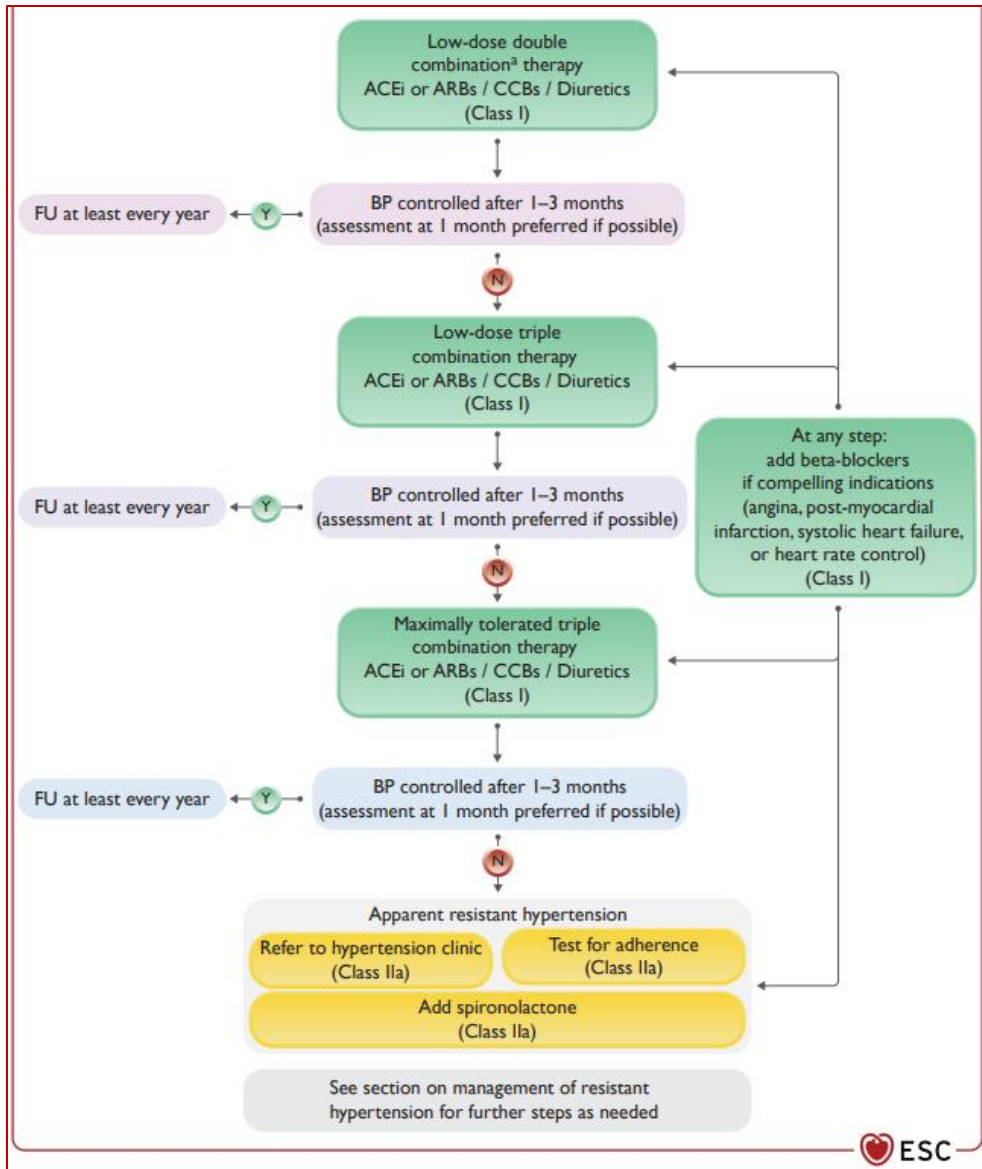 Low-dose double
combinationª therapy
ACEi or ARBs / CCBs / Diuretics
(Class I)
FU at least every year
Y
BP controlled after 1–3 months
(assessment at 1 month preferred if possible)
N
Low-dose triple
combination therapy
ACEi or ARBs / CCBs / Diuretics
(Class I)
At any step:
add beta-blockers
if compelling indications
(angina, post-myocardial
infarction, systolic heart failure,
or heart rate control)
(Class I)
FU at least every year
Y
BP controlled after 1–3 months
(assessment at 1 month preferred if possible)
N
Maximally tolerated triple
combination therapy
ACEi or ARBs / CCBs / Diuretics
(Class I)
FU at least every year
Y
BP controlled after 1–3 months
(assessment at 1 month preferred if possible)
N
Apparent resistant hypertension
Refer to hypertension clinic
(Class IIa)
Test for adherence
(Class IIa)
Add spironolactone
(Class IIa)
See section on management of resistant
hypertension for further steps as needed
ESC